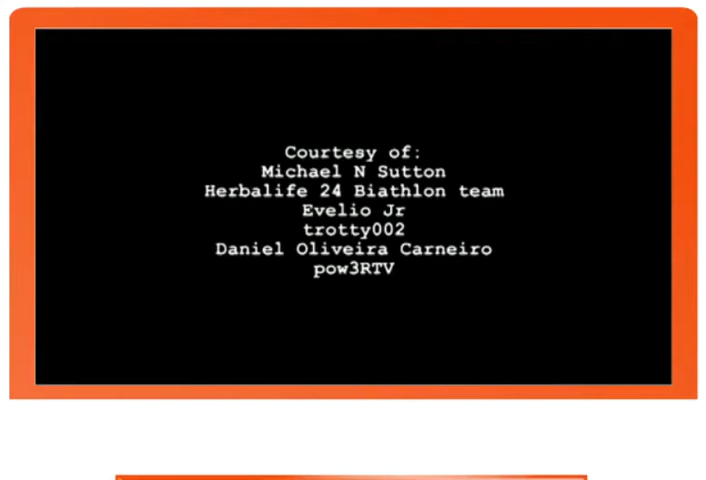 Courtesy of:
Michael N Sutton
Herbalife 24 Biathlon team
Evelio Jr
trotty002
Daniel Oliveira Carneiro
pow3RTV